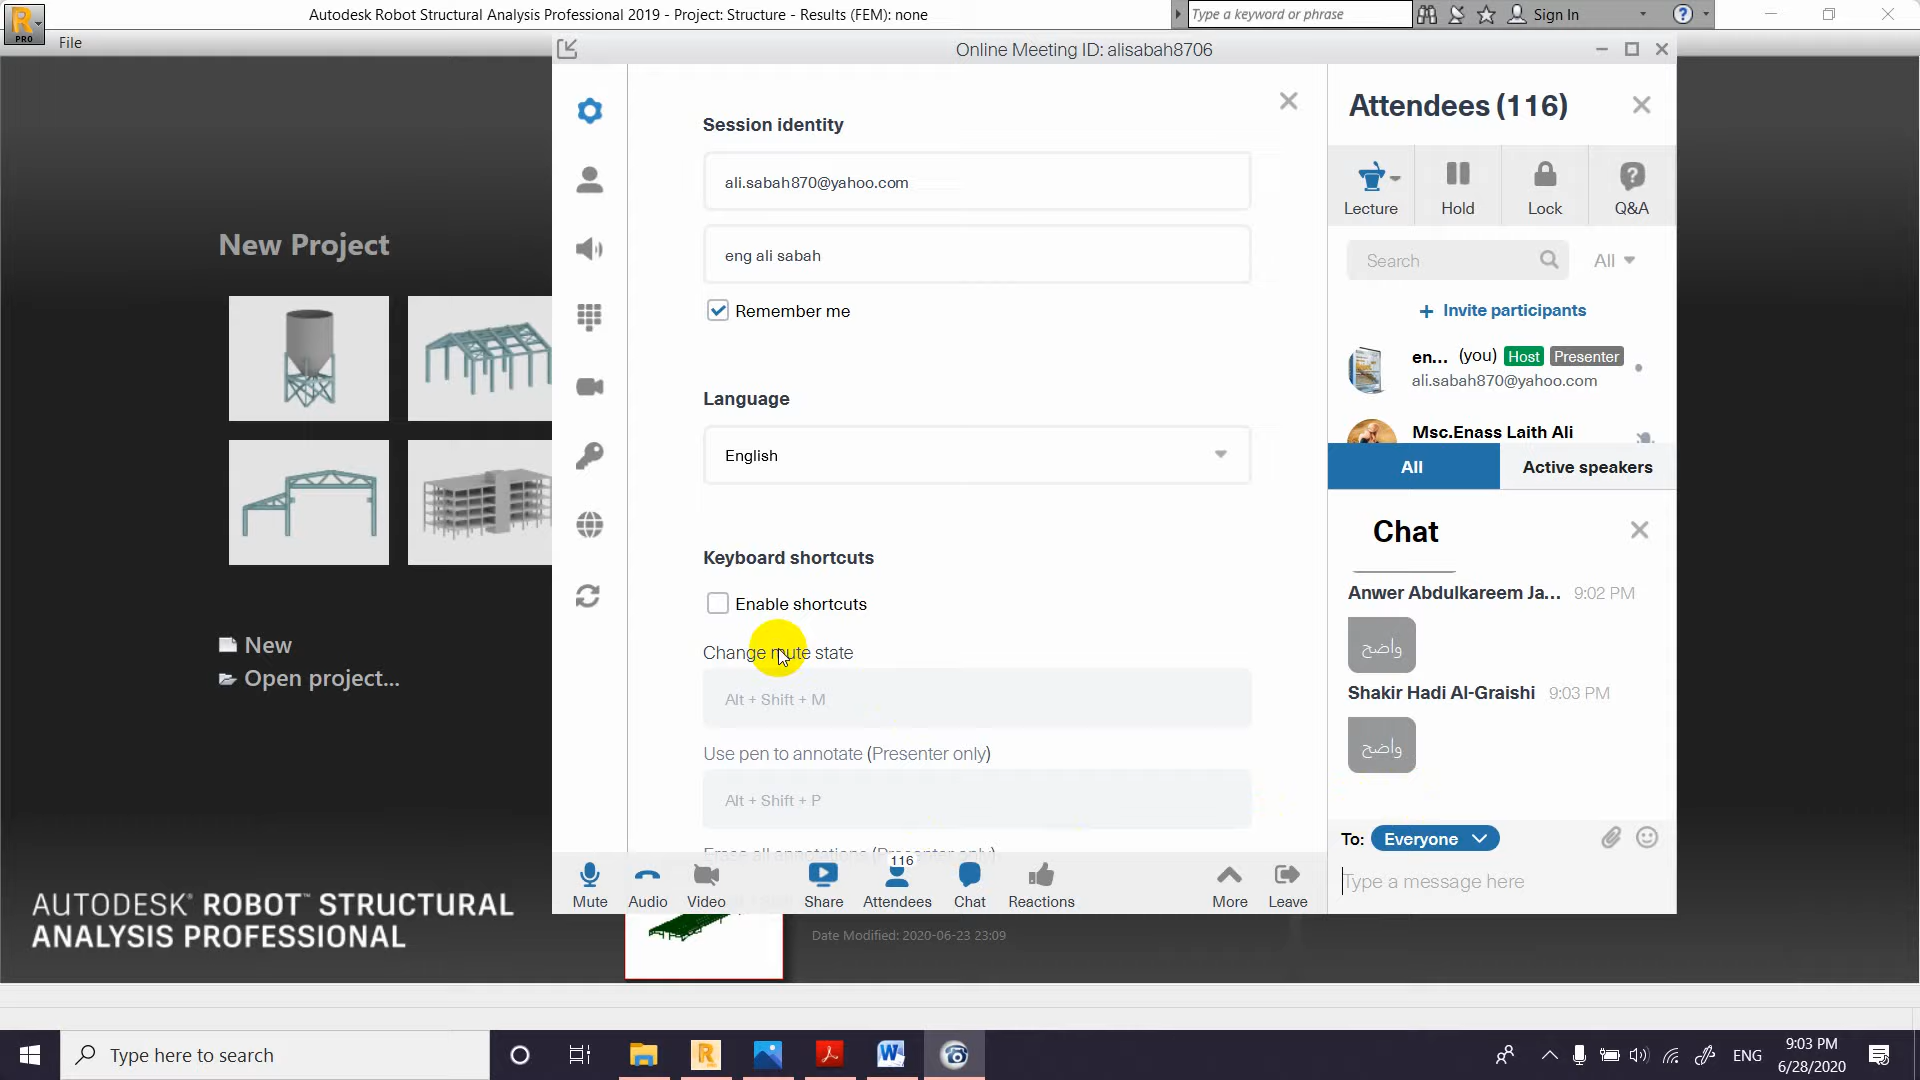 Autodesk Robot Structural Analysis Professional 2019 - Project: Structure - Results (FEM): none
Type a keyword or phrase
Sign In
PRO
File
Online Meeting ID: alisabah8706
New Project
New
Open project...
AUTODESK® ROBOT™ STRUCTURAL
ANALYSIS PROFESSIONAL
Session identity
ali.sabah870@yahoo.com
eng ali sabah
Remember me
Language
English
Keyboard shortcuts
Enable shortcuts
Change mute state
Alt + Shift + M
Use pen to annotate (Presenter only)
Alt + Shift + P
Erase all annotations (Presenter only)
Mute
Audio
Video
Share
116
Attendees
Chat
Reactions
More
Leave
Date Modified: 2020-06-23 23:09
Attendees (116)
Lecture
Hold
Lock
Q&A
Search
All
+ Invite participants
en... (you) Host Presenter
ali.sabah870@yahoo.com
Msc.Enass Laith Ali
All
Active speakers
Chat
Anwer Abdulkareem Ja... 9:02 PM
واضح
Shakir Hadi Al-Graishi 9:03 PM
واضح
To: Everyone
Type a message here
Type here to search
ENG
9:03 PM
6/28/2020